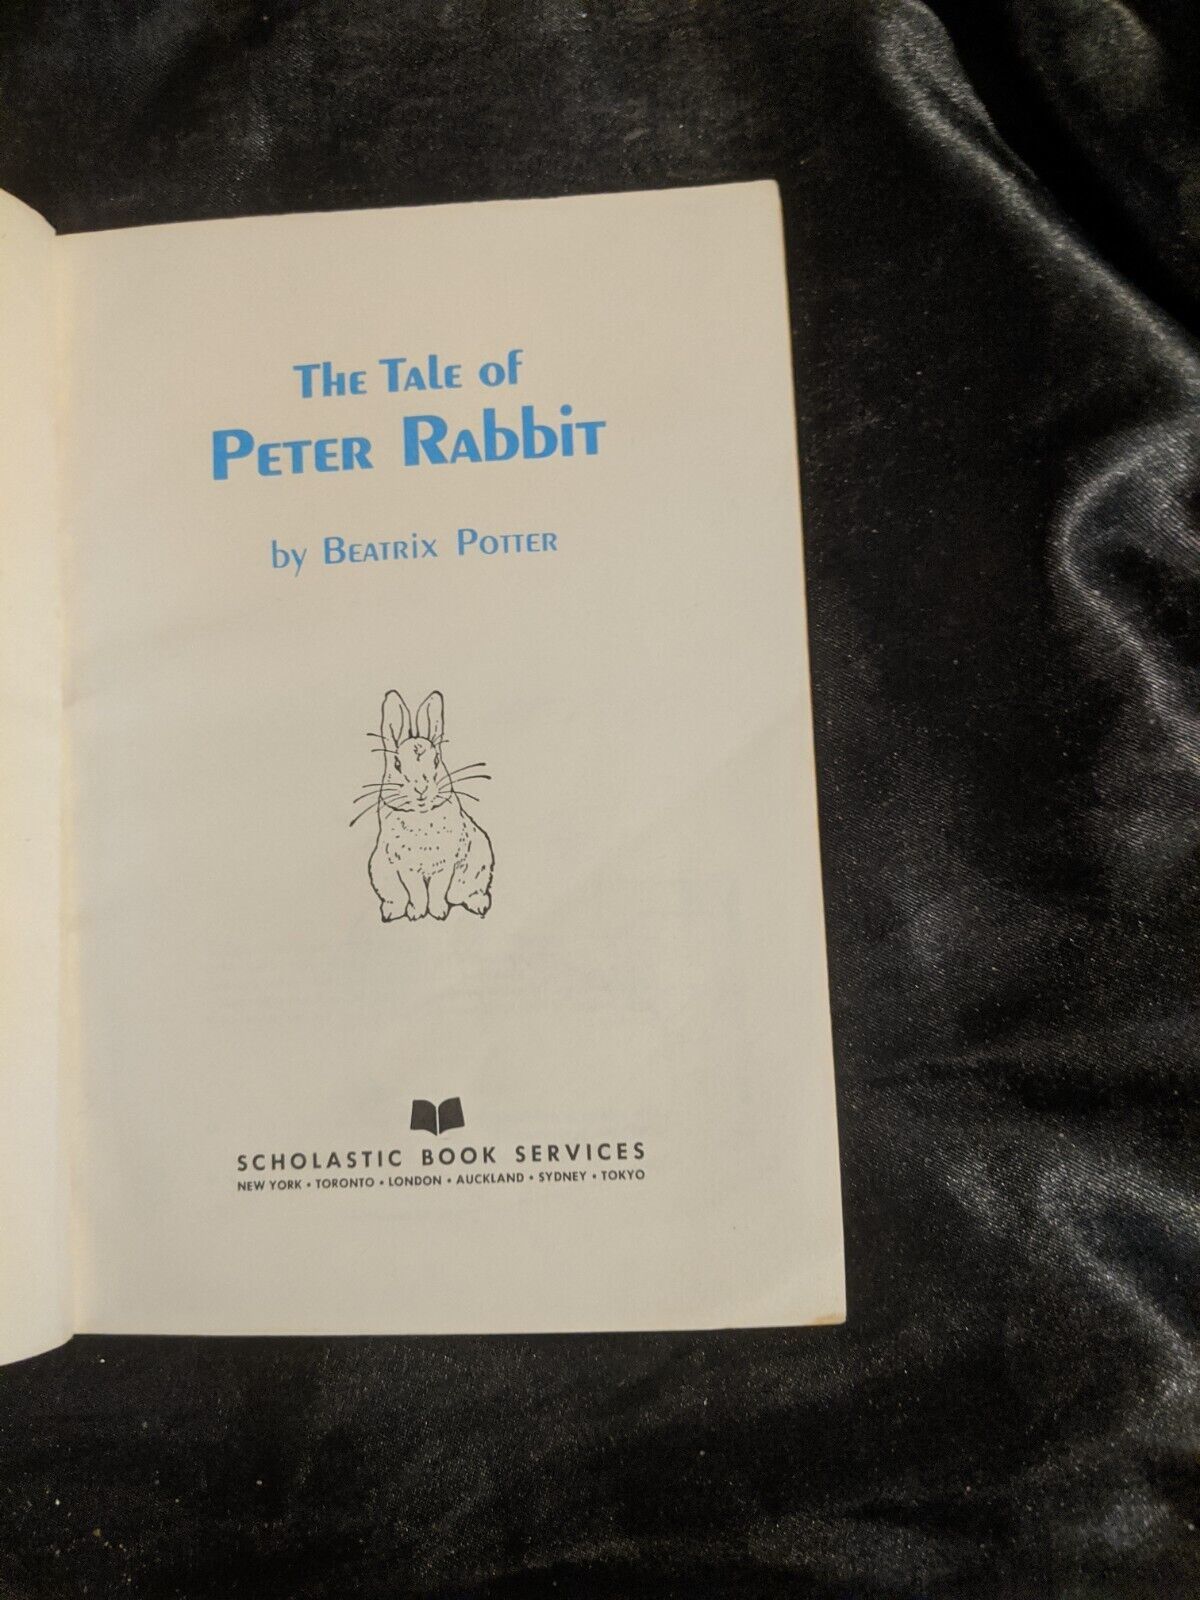 The Tale of
Peter Rabbit
by Beatrix Potter
SCHOLASTIC BOOK SERVICES
NEW YORK • TORONTO • LONDON • AUCKLAND • SYDNEY • TOKYO